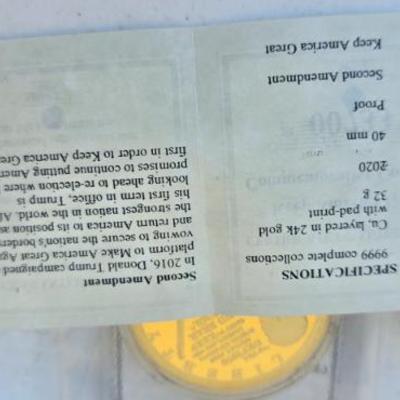 SPECIFICATIONS
9999 complete collections
Cu, layered in 24k gold
with pad-print
32 g
2020
40 mm
Proof
Second Amendment
Keep America Great
Second Amendment
In 2016, Donald Trump campaigned
platform to Make America Great Aga
vowing to secure the nation's borders
and return America to its position as
the strongest nation in the world. Al
his first term in office, Trump is
looking ahead to re-election where
promises to continue putting Amer
first in order to Keep America Grea